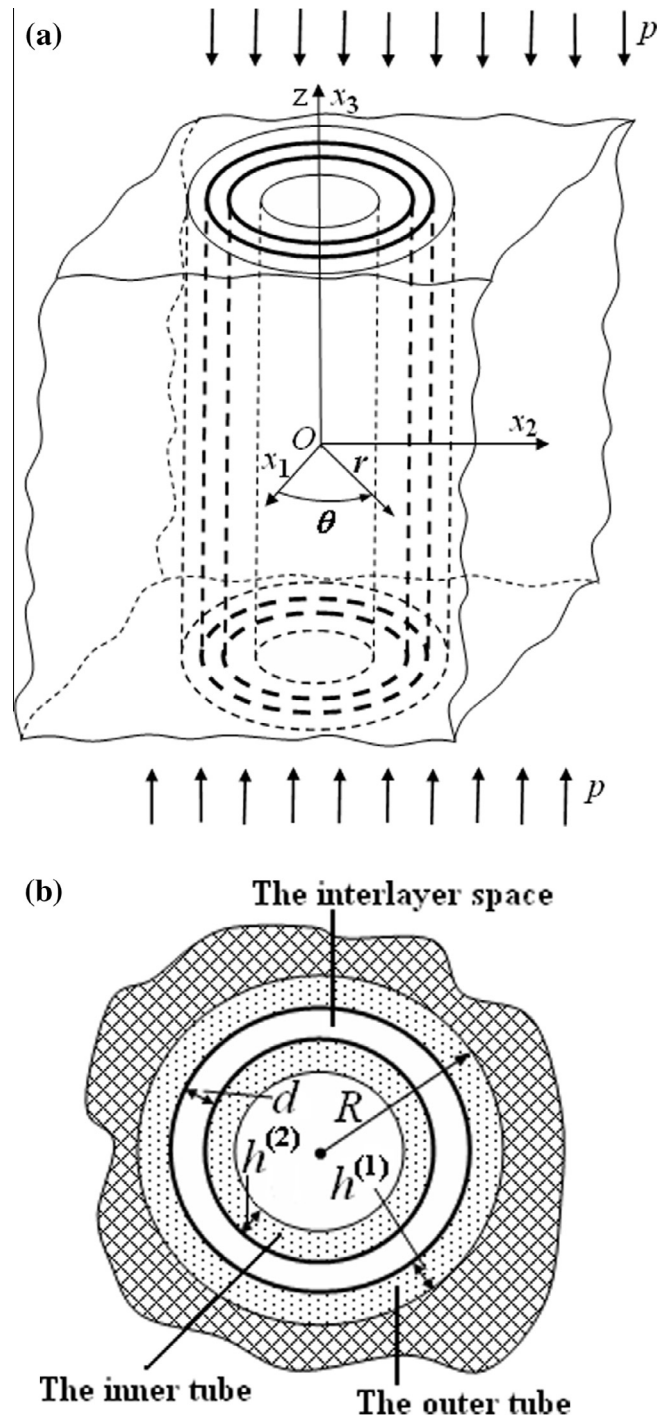 (a)
p
z x₃
O
x₂
x₁
r
θ
p
(b)
The interlayer space
d
R
h⁽²⁾
h⁽¹⁾
The inner tube
The outer tube